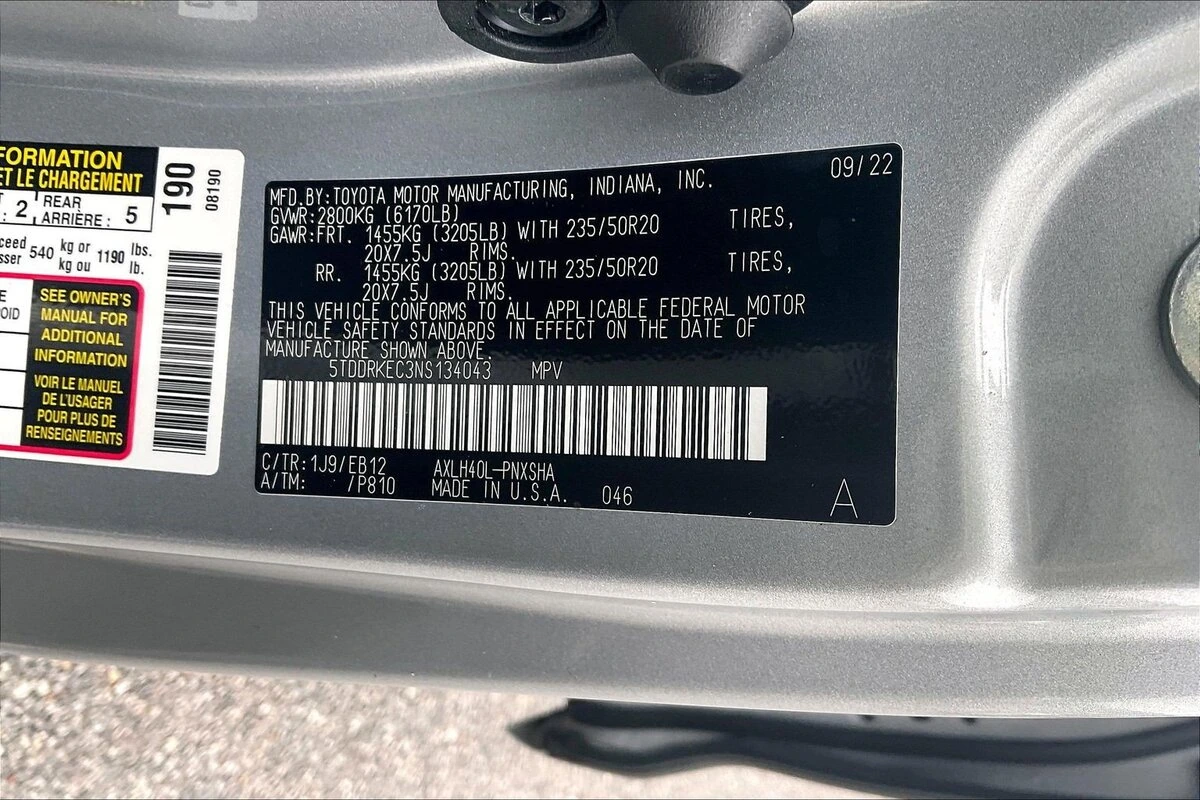 FORMATION
ET LE CHARGEMENT
2 REAR
ARRIÈRE : 5
540 kg or 1190 lbs.
kg ou lb.
SEE OWNER'S
MANUAL FOR
ADDITIONAL
INFORMATION
VOIR LE MANUEL
DE L'USAGER
POUR PLUS DE
RENSEIGNEMENTS
190
08190
09/22
MFD.BY:TOYOTA MOTOR MANUFACTURING, INDIANA, INC.
GVWR:2800KG (6170LB)
GAWR:FRT. 1455KG (3205LB) WITH 235/50R20 TIRES,
20X7.5J RIMS.
RR. 1455KG (3205LB) WITH 235/50R20 TIRES,
20X7.5J RIMS.
THIS VEHICLE CONFORMS TO ALL APPLICABLE FEDERAL MOTOR
VEHICLE SAFETY STANDARDS IN EFFECT ON THE DATE OF
MANUFACTURE SHOWN ABOVE.
5TDDRKEC3NS134043 MPV
C/TR:1J9/EB12 AXLH40L-PNXSHA
A/TM: /P810 MADE IN U.S.A. 046
A